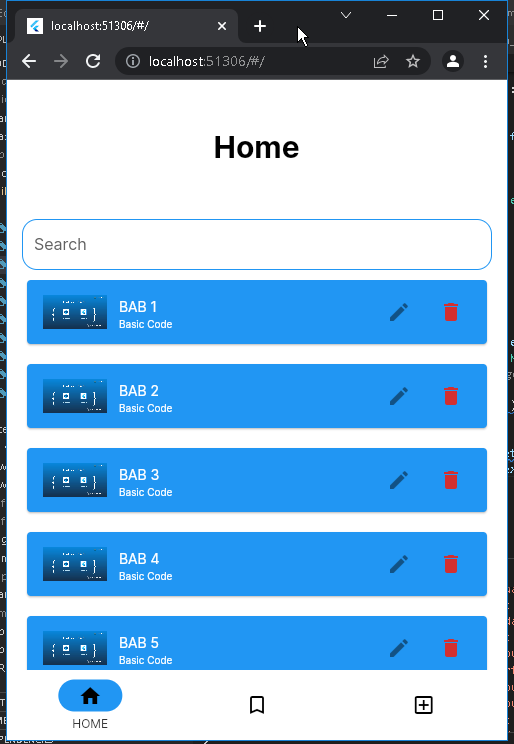 localhost:51306/#/
localhost:51306/#/
Home
Search
BAB 1
Basic Code
BAB 2
Basic Code
BAB 3
Basic Code
BAB 4
Basic Code
BAB 5
Basic Code
HOME